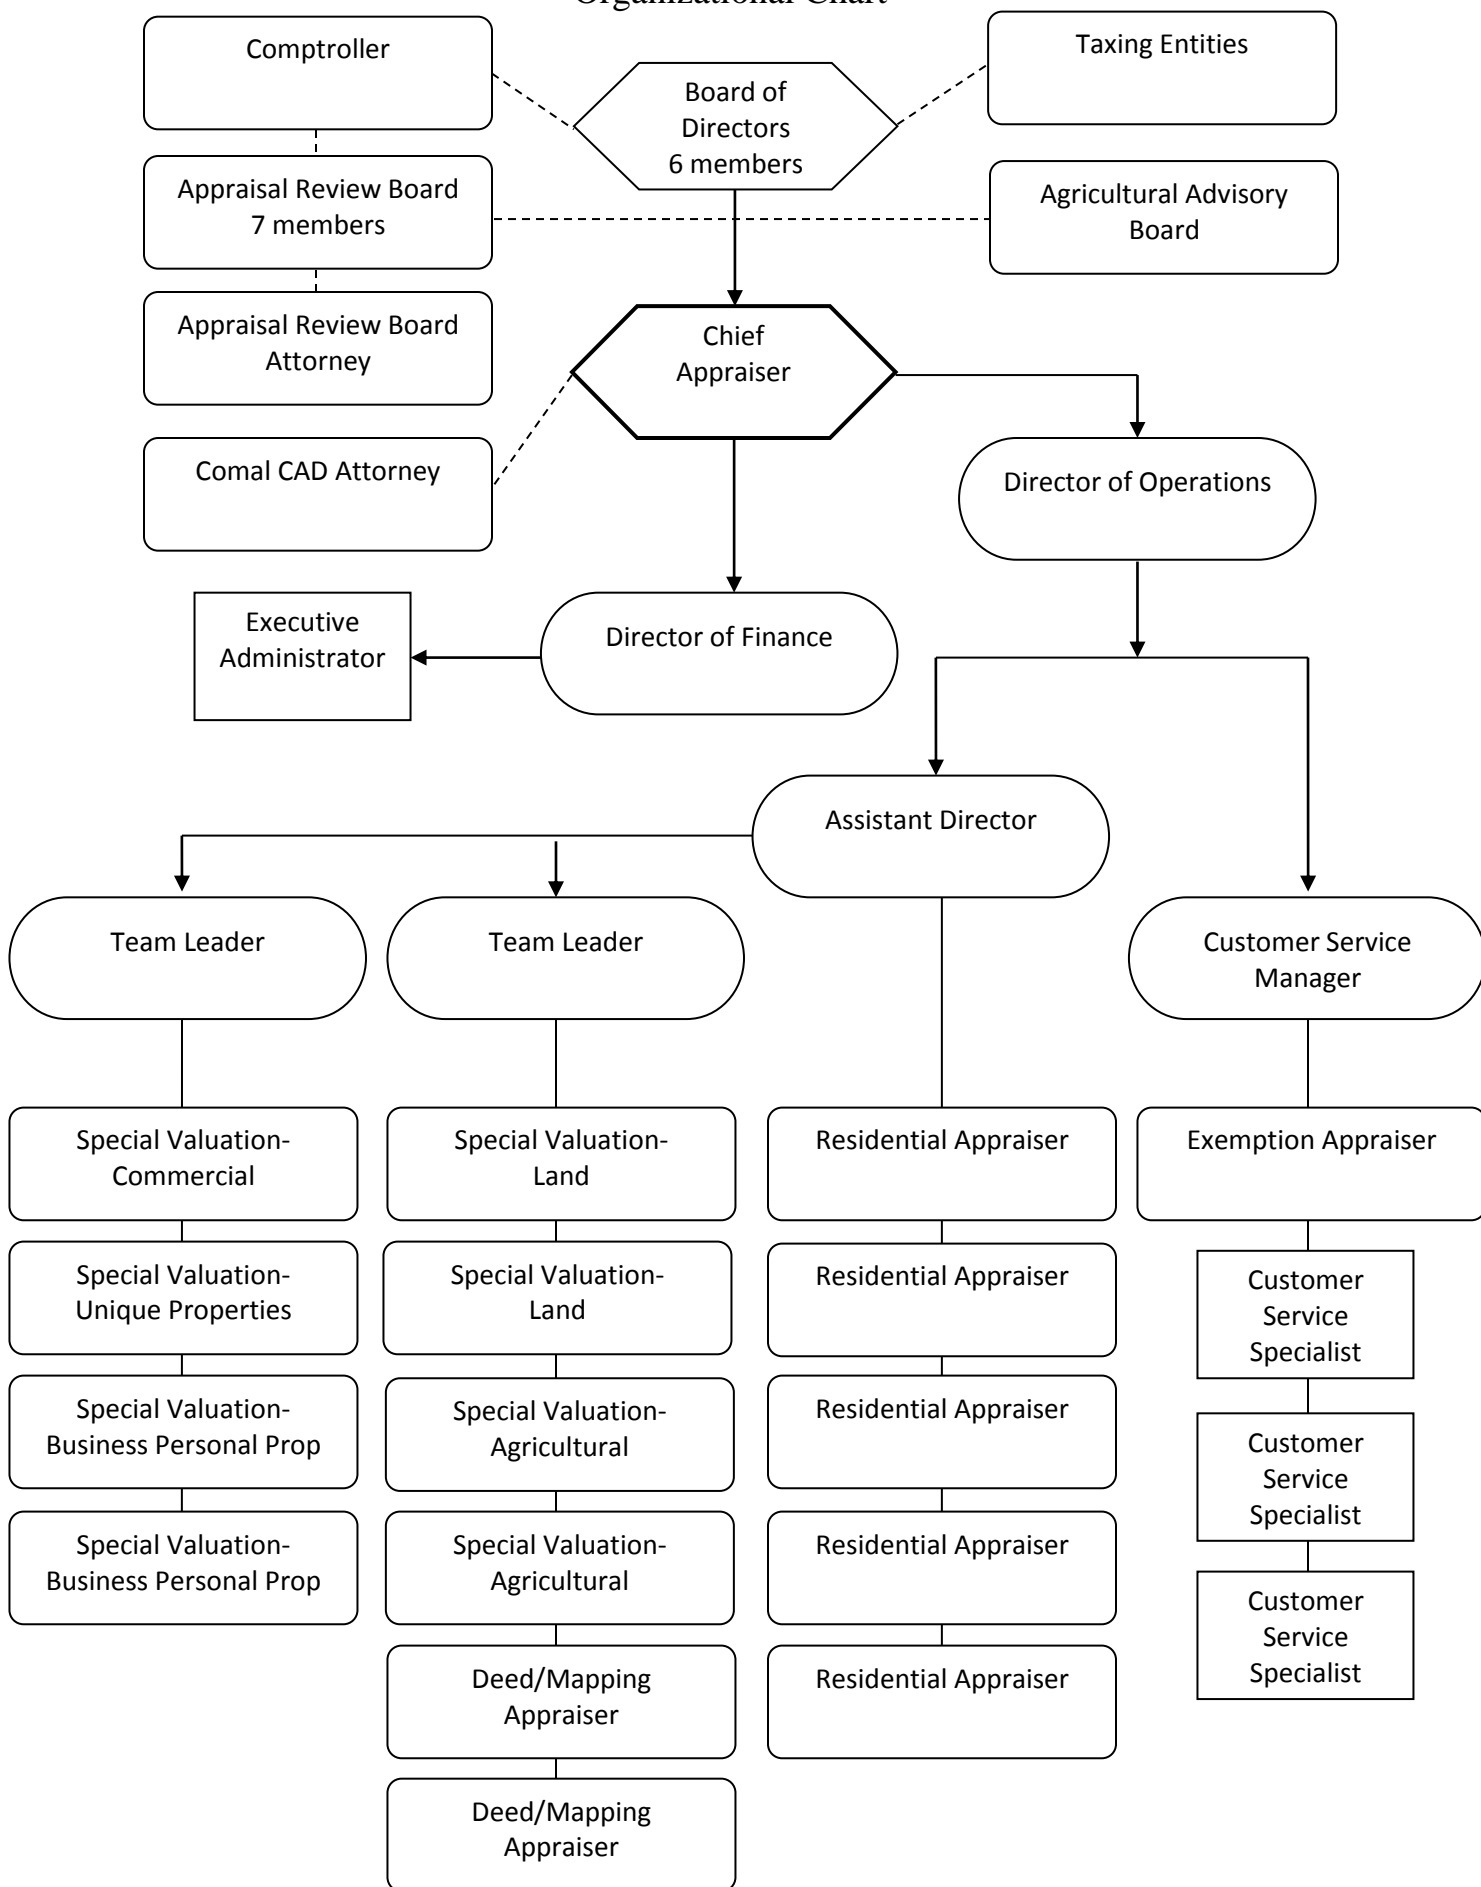 Organizational Chart
Comptroller
Taxing Entities
Board of
Directors
6 members
Appraisal Review Board
7 members
Agricultural Advisory
Board
Appraisal Review Board
Attorney
Chief
Appraiser
Comal CAD Attorney
Director of Operations
Executive
Administrator
Director of Finance
Assistant Director
Team Leader
Team Leader
Customer Service
Manager
Special Valuation-
Commercial
Special Valuation-
Unique Properties
Special Valuation-
Business Personal Prop
Special Valuation-
Business Personal Prop
Special Valuation-
Land
Special Valuation-
Land
Special Valuation-
Agricultural
Special Valuation-
Agricultural
Deed/Mapping
Appraiser
Deed/Mapping
Appraiser
Residential Appraiser
Residential Appraiser
Residential Appraiser
Residential Appraiser
Residential Appraiser
Exemption Appraiser
Customer
Service
Specialist
Customer
Service
Specialist
Customer
Service
Specialist